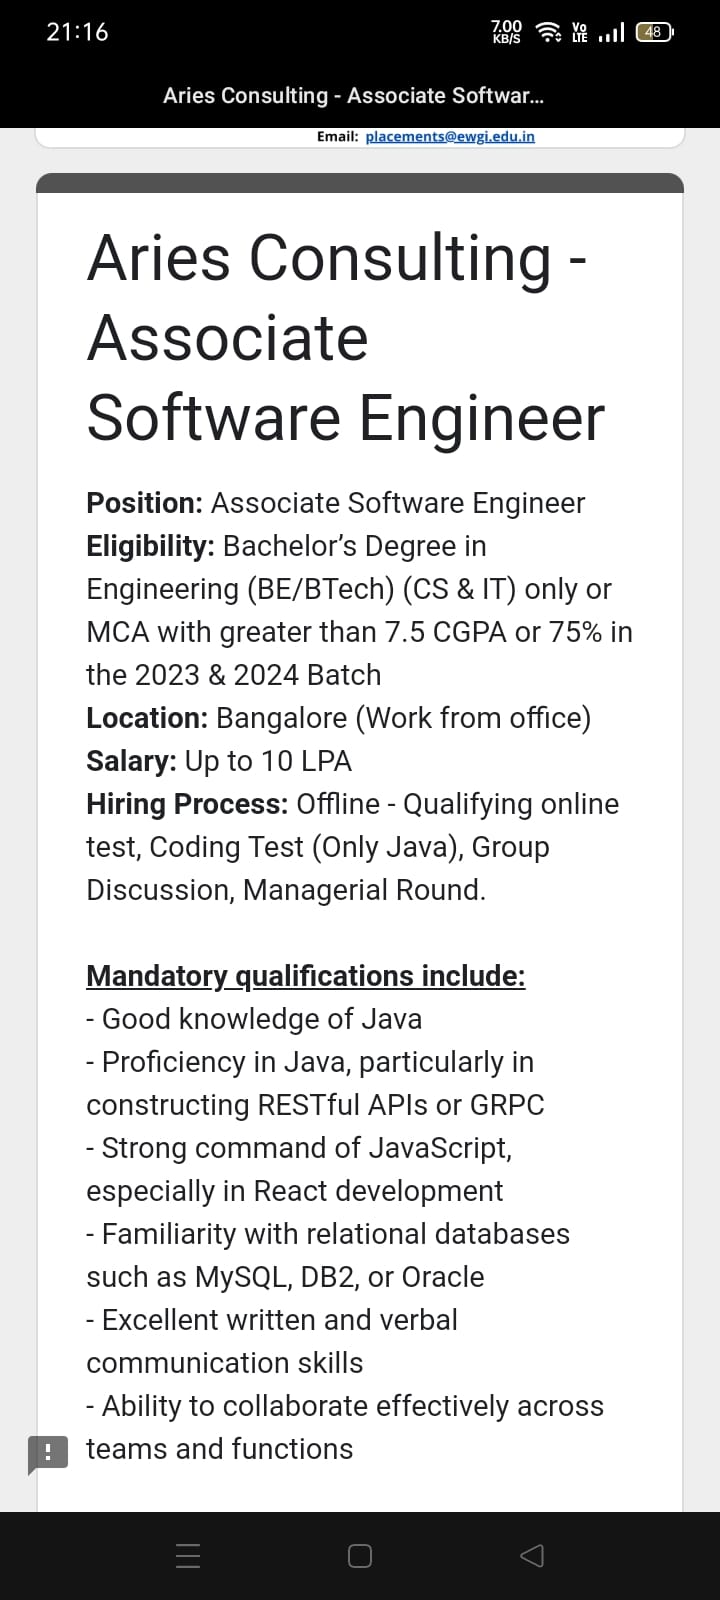 21:16
7.00
KB/S
Vo
LTE
48
Aries Consulting - Associate Softwar...
Email: placements@ewgi.edu.in
Aries Consulting -
Associate
Software Engineer
Position: Associate Software Engineer
Eligibility: Bachelor’s Degree in
Engineering (BE/BTech) (CS & IT) only or
MCA with greater than 7.5 CGPA or 75% in
the 2023 & 2024 Batch
Location: Bangalore (Work from office)
Salary: Up to 10 LPA
Hiring Process: Offline - Qualifying online
test, Coding Test (Only Java), Group
Discussion, Managerial Round.
Mandatory qualifications include:
- Good knowledge of Java
- Proficiency in Java, particularly in
constructing RESTful APIs or GRPC
- Strong command of JavaScript,
especially in React development
- Familiarity with relational databases
such as MySQL, DB2, or Oracle
- Excellent written and verbal
communication skills
- Ability to collaborate effectively across
teams and functions